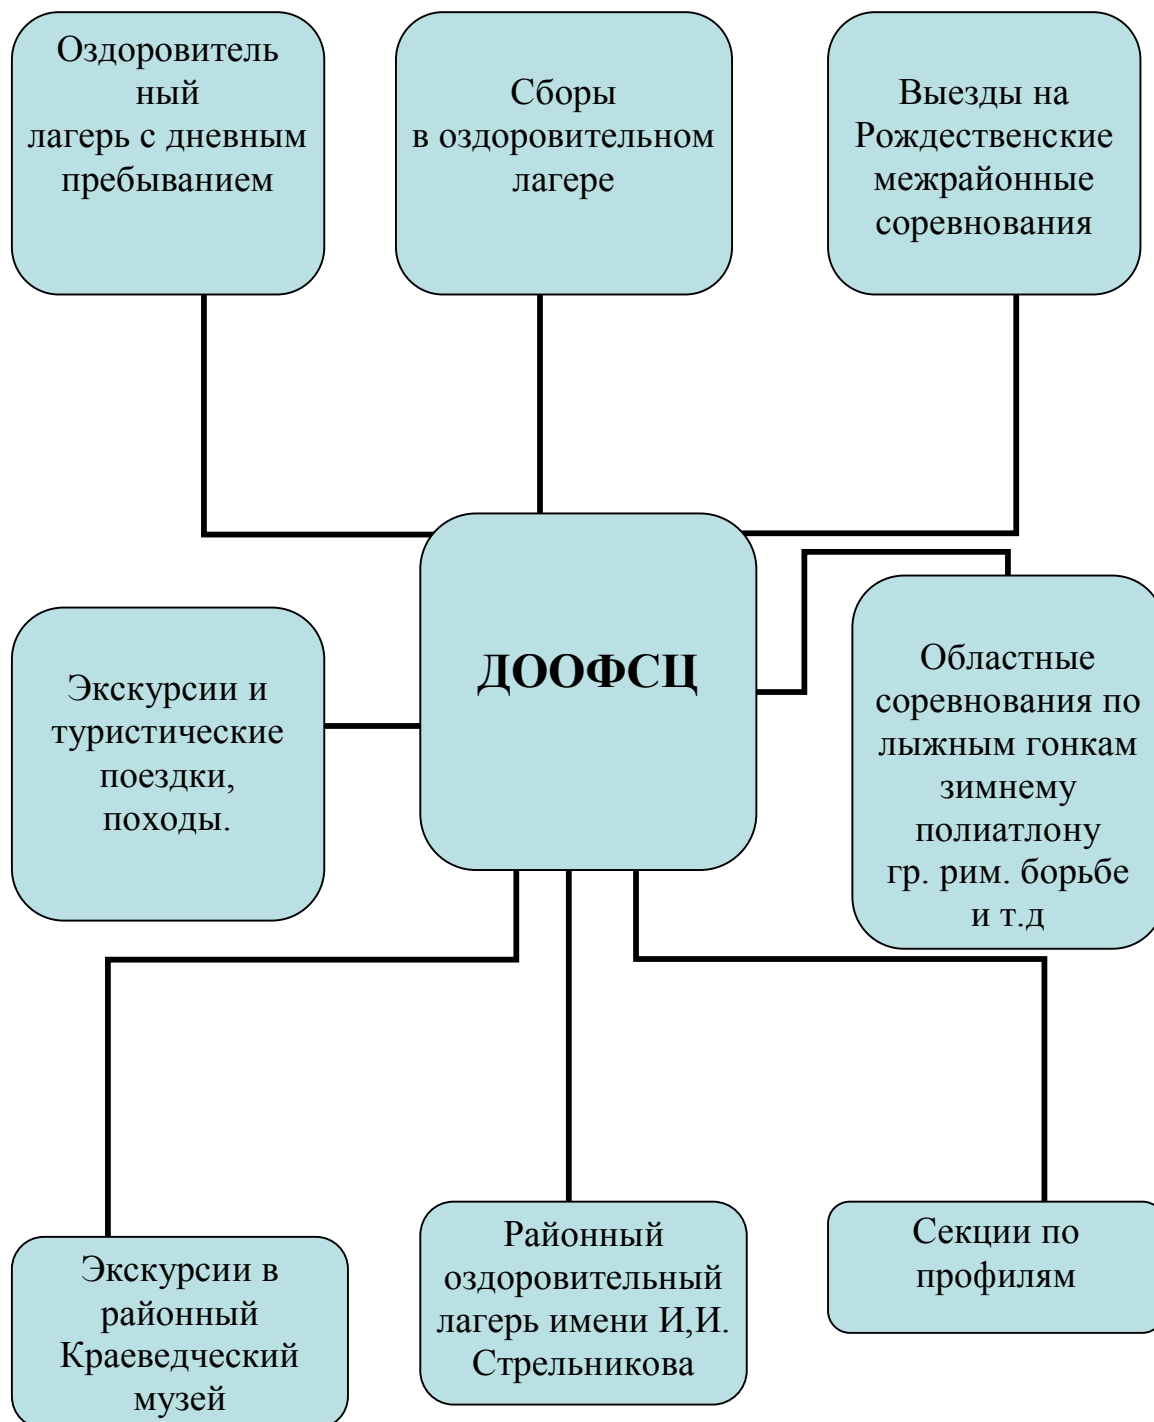 Оздоровитель
ный
лагерь с дневным
пребыванием
Сборы
в оздоровительном
лагере
Выезды на
Рождественские
межрайонные
соревнования
ДООФСЦ
Экскурсии и
туристические
поездки,
походы.
Областные
соревнования по
лыжным гонкам
зимнему
полиатлону
гр. рим. борьбе
и т.д
Экскурсии в
районный
Краеведческий
музей
Районный
оздоровительный
лагерь имени И,И.
Стрельникова
Секции по
профилям